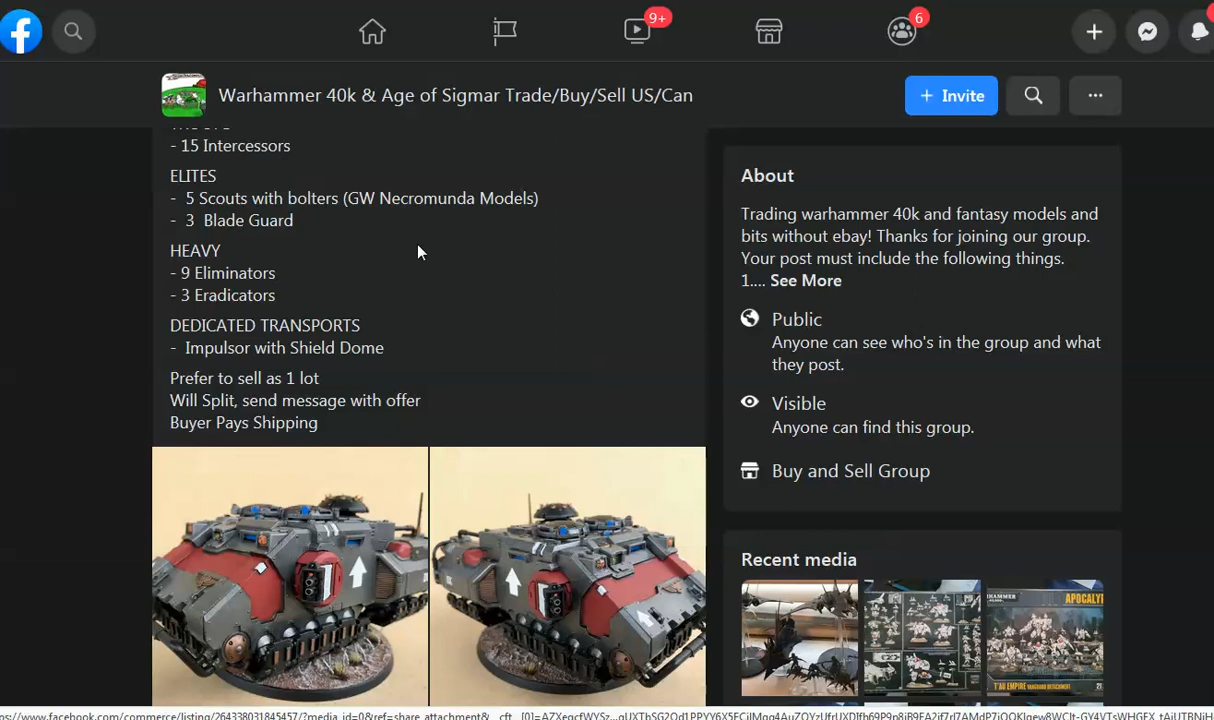 9+
6
Warhammer 40k & Age of Sigmar Trade/Buy/Sell US/Can
+ Invite
- 15 Intercessors
ELITES
- 5 Scouts with bolters (GW Necromunda Models)
- 3 Blade Guard
HEAVY
- 9 Eliminators
- 3 Eradicators
DEDICATED TRANSPORTS
- Impulsor with Shield Dome
Prefer to sell as 1 lot
Will Split, send message with offer
Buyer Pays Shipping
About
Trading warhammer 40k and fantasy models and
bits without ebay! Thanks for joining our group.
Your post must include the following things.
1.... See More
Public
Anyone can see who's in the group and what
they post.
Visible
Anyone can find this group.
Buy and Sell Group
Recent media
T'AU EMPIRE